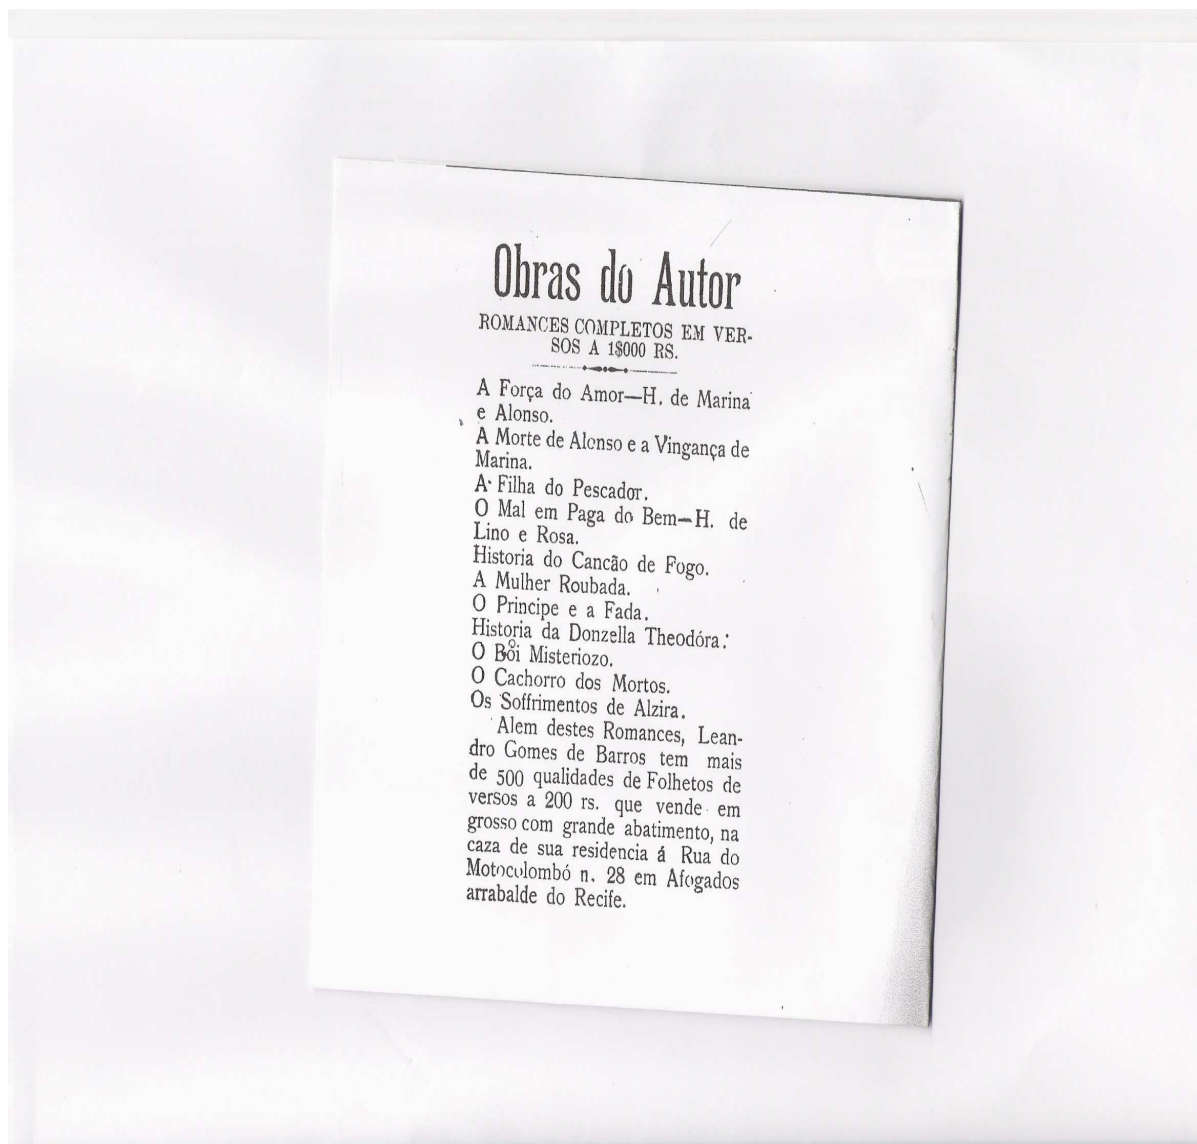 Obras do Autor
ROMANCES COMPLETOS EM VER-
SOS A 1$000 RS.
A Força do Amor—H. de Marina
e Alonso.
A Morte de Alonso e a Vingança de
Marina.
A Filha do Pescador.
O Mal em Paga do Bem—H. de
Lino e Rosa.
Historia do Cancão de Fogo.
A Mulher Roubada.
O Principe e a Fada.
Historia da Donzella Theodóra.
O Boi Misteriozo.
O Cachorro dos Mortos.
Os Soffrimentos de Alzira.
Alem destes Romances, Lean-
dro Gomes de Barros tem mais
de 500 qualidades de Folhetos de
versos a 200 rs. que vende em
grosso com grande abatimento, na
caza de sua residencia á Rua do
Motocolombó n. 28 em Afogados
arrabalde do Recife.